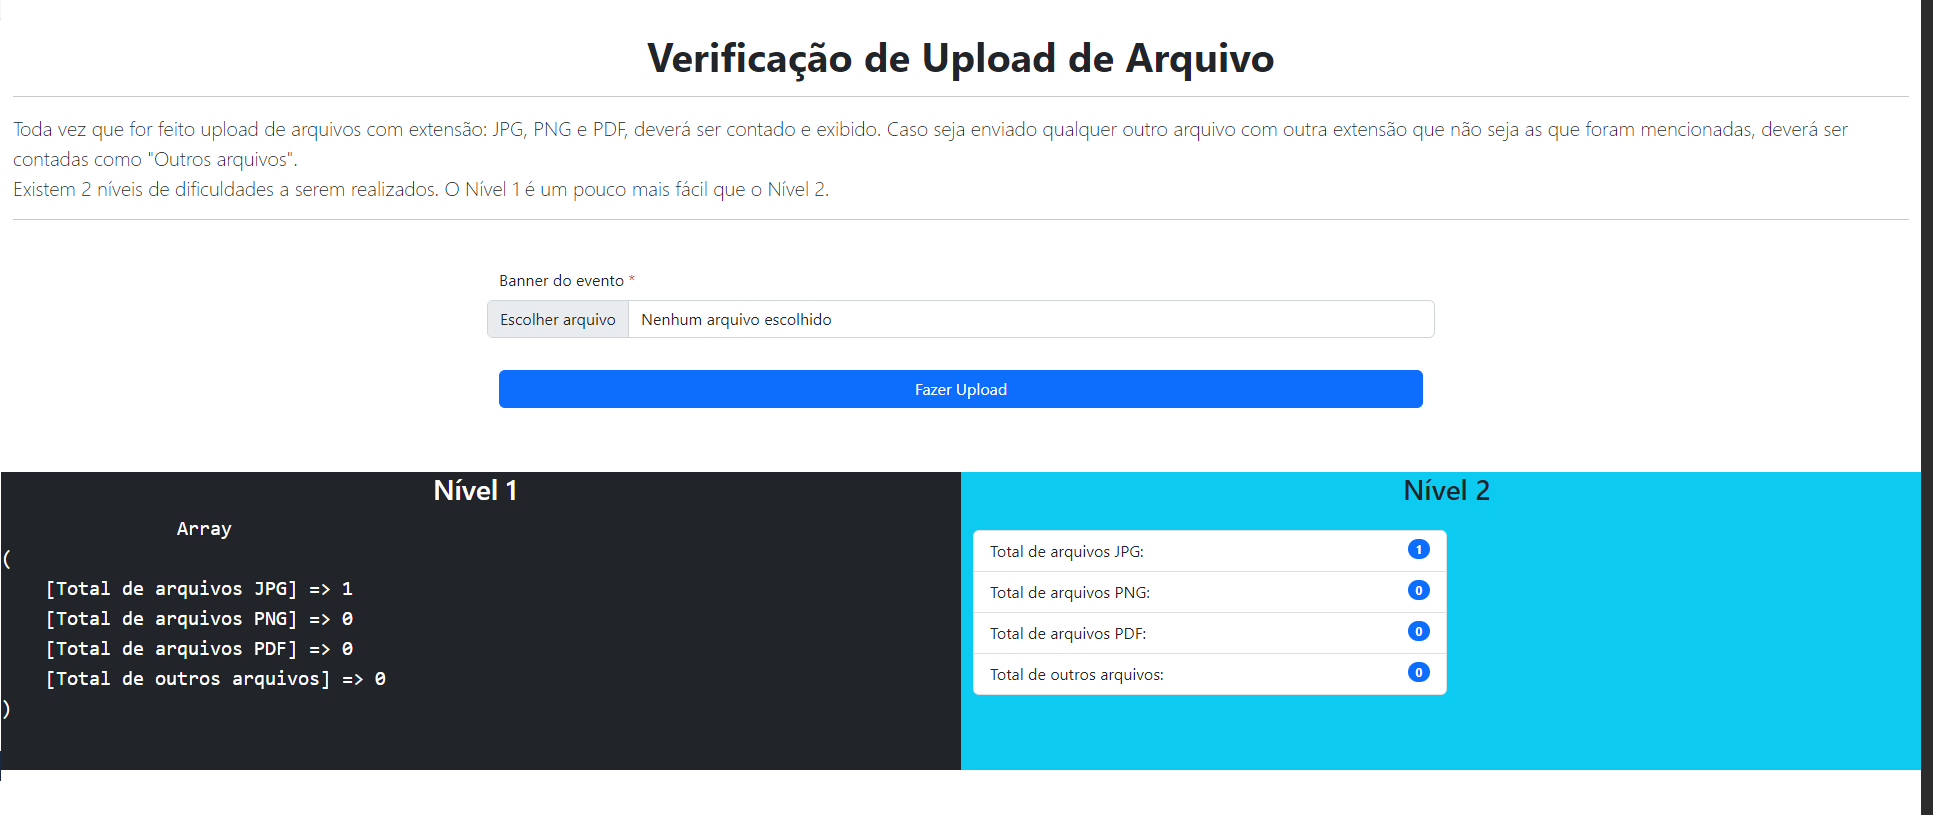 Verificação de Upload de Arquivo
Toda vez que for feito upload de arquivos com extensão: JPG, PNG e PDF, deverá ser contado e exibido. Caso seja enviado qualquer outro arquivo com outra extensão que não seja as que foram mencionadas, deverá ser
contadas como "Outros arquivos".
Existem 2 níveis de dificuldades a serem realizados. O Nível 1 é um pouco mais fácil que o Nível 2.
Banner do evento *
Escolher arquivo Nenhum arquivo escolhido
Fazer Upload
Nível 1
Array
(
[Total de arquivos JPG] => 1
[Total de arquivos PNG] => 0
[Total de arquivos PDF] => 0
[Total de outros arquivos] => 0
)
Nível 2
Total de arquivos JPG: 1
Total de arquivos PNG: 0
Total de arquivos PDF: 0
Total de outros arquivos: 0